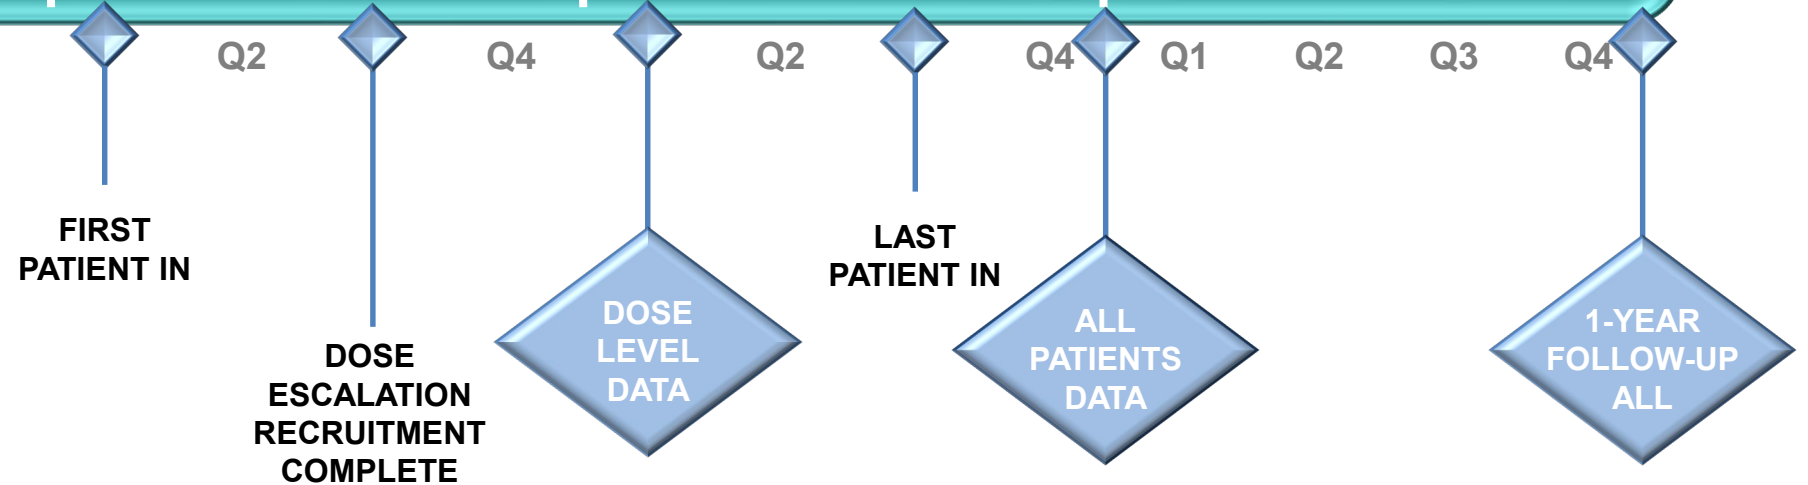 Q2
Q4
Q2
Q4
Q1
Q2
Q3
Q4
FIRST
PATIENT IN
DOSE
ESCALATION
RECRUITMENT
COMPLETE
DOSE
LEVEL
DATA
LAST
PATIENT IN
ALL
PATIENTS
DATA
1-YEAR
FOLLOW-UP
ALL